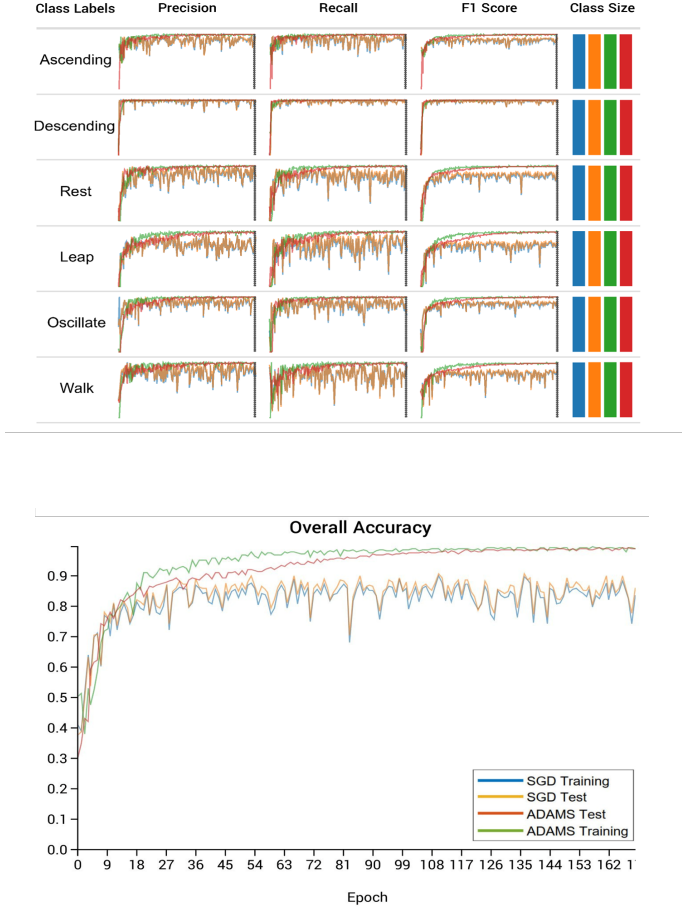 Class Labels Precision Recall F1 Score Class Size
Ascending
Descending
Rest
Leap
Oscillate
Walk
Overall Accuracy
0.9
0.8
0.7
0.6
0.5
0.4
0.3
0.2
0.1
0.0
SGD Training
SGD Test
ADAMS Test
ADAMS Training
0 9 18 27 36 45 54 63 72 81 90 99 108 117 126 135 144 153 162 1
Epoch